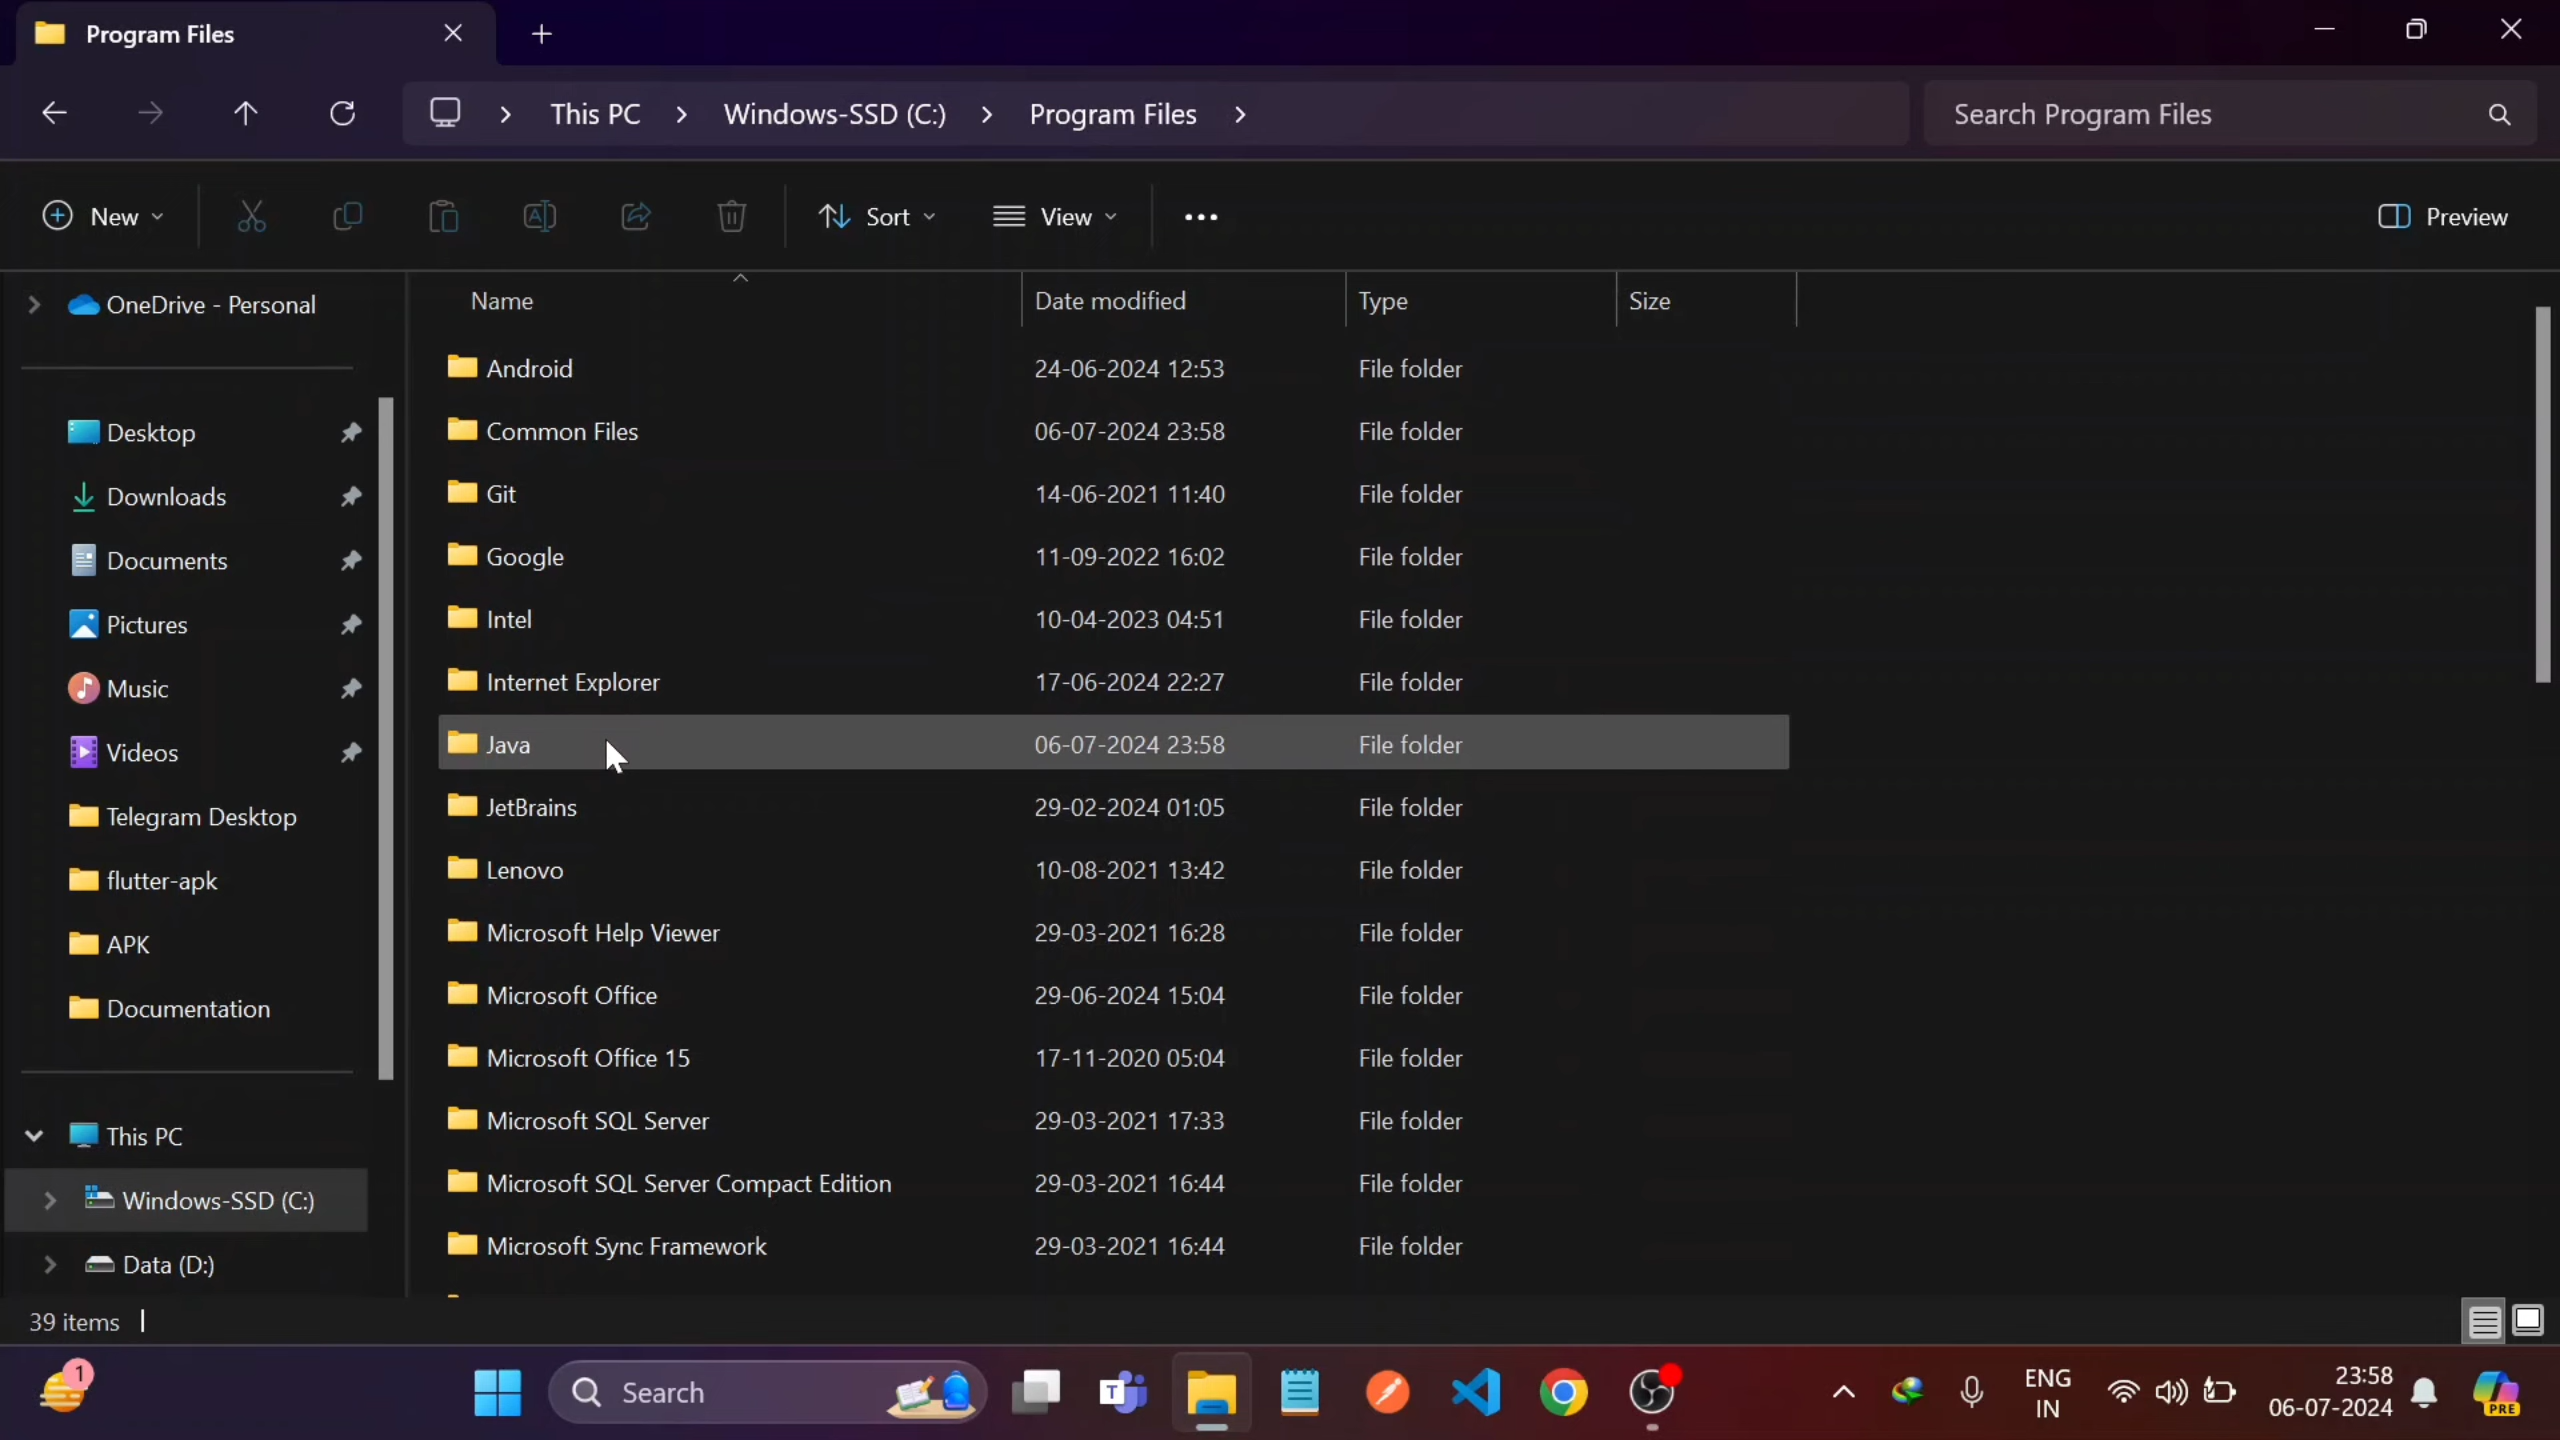 Program Files
This PC Windows-SSD (C:) Program Files
Search Program Files
New Sort View Preview
OneDrive - Personal
Desktop
Downloads
Documents
Pictures
Music
Videos
Telegram Desktop
flutter-apk
APK
Documentation
This PC
Windows-SSD (C:)
Data (D:)
Name Date modified Type Size
Android 24-06-2024 12:53 File folder
Common Files 06-07-2024 23:58 File folder
Git 14-06-2021 11:40 File folder
Google 11-09-2022 16:02 File folder
Intel 10-04-2023 04:51 File folder
Internet Explorer 17-06-2024 22:27 File folder
Java 06-07-2024 23:58 File folder
JetBrains 29-02-2024 01:05 File folder
Lenovo 10-08-2021 13:42 File folder
Microsoft Help Viewer 29-03-2021 16:28 File folder
Microsoft Office 29-06-2024 15:04 File folder
Microsoft Office 15 17-11-2020 05:04 File folder
Microsoft SQL Server 29-03-2021 17:33 File folder
Microsoft SQL Server Compact Edition 29-03-2021 16:44 File folder
Microsoft Sync Framework 29-03-2021 16:44 File folder
39 items
1
Search
T
ENG
IN
23:58
06-07-2024
PRE